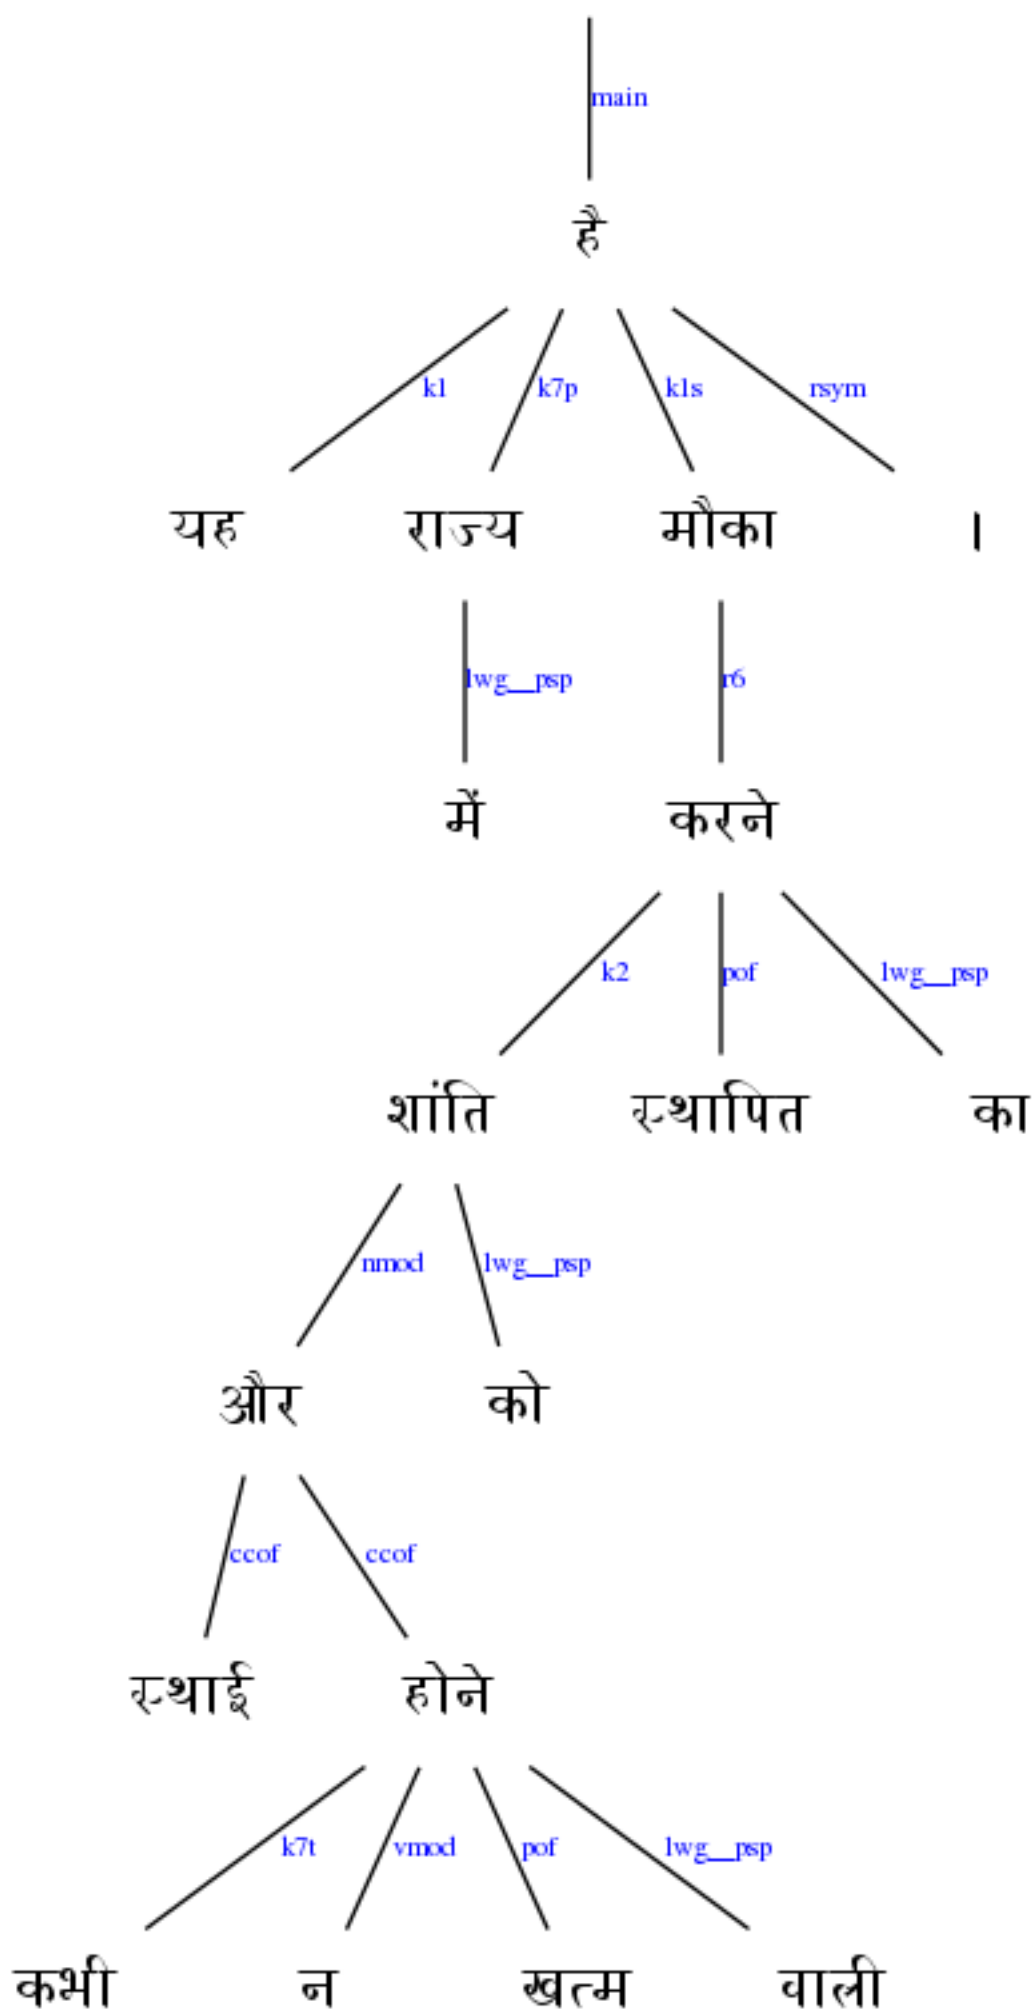 main
है
k1 k7p k1s rsym
यह राज्य मौका ।
lwg__psp r6
में करने
k2 pof lwg__psp
शांति स्थापित का
nmod lwg__psp
और को
ccof ccof
स्थाई होने
k7t vmod pof lwg__psp
कभी न खत्म वाली